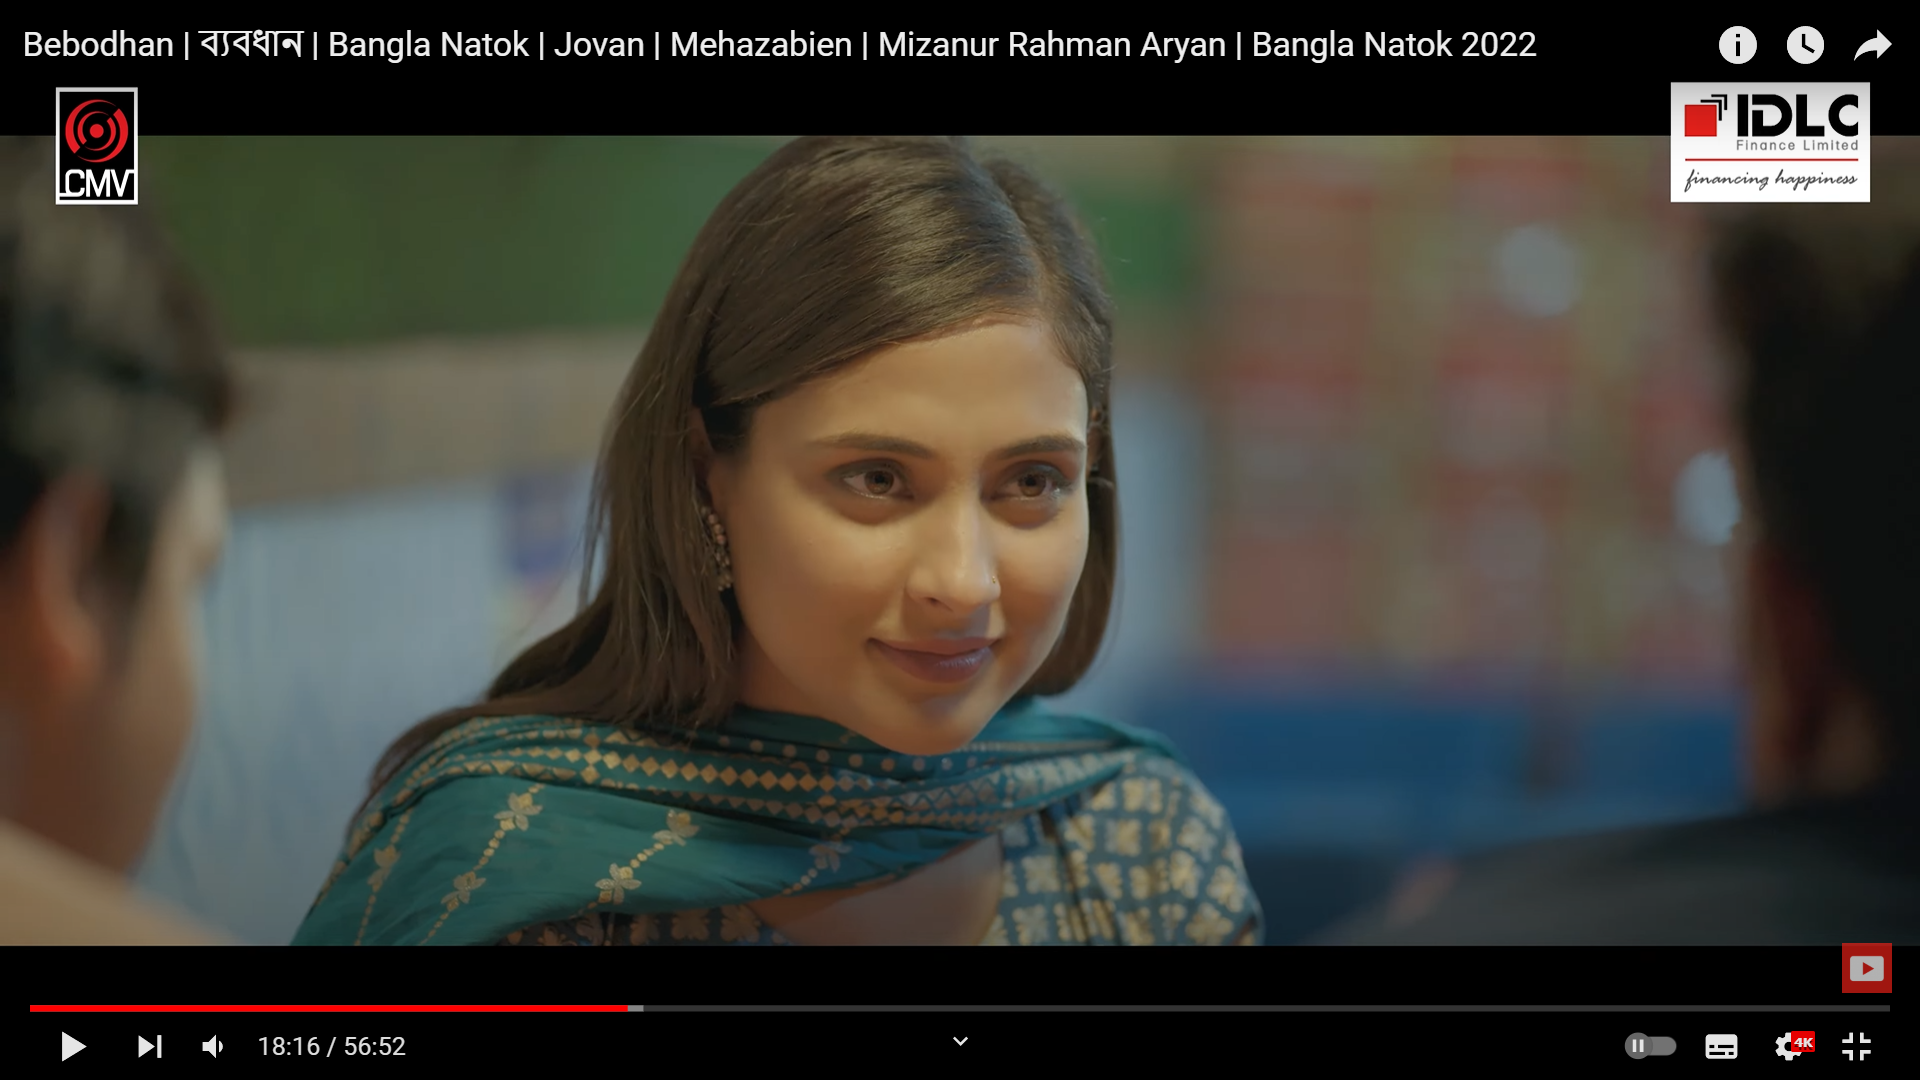 Bebodhan | ব্যবধান | Bangla Natok | Jovan | Mehazabien | Mizanur Rahman Aryan | Bangla Natok 2022
CMV
IDLC
Finance Limited
financing happiness
18:16 / 56:52
4K